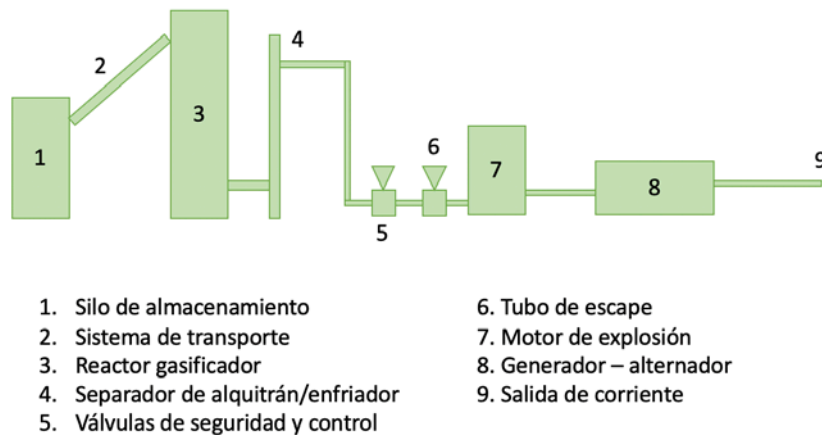 4
2
3
6
9
1
7
8
5
1. Silo de almacenamiento
2. Sistema de transporte
3. Reactor gasificador
4. Separador de alquitrán/enfriador
5. Válvulas de seguridad y control
6. Tubo de escape
7. Motor de explosión
8. Generador – alternador
9. Salida de corriente